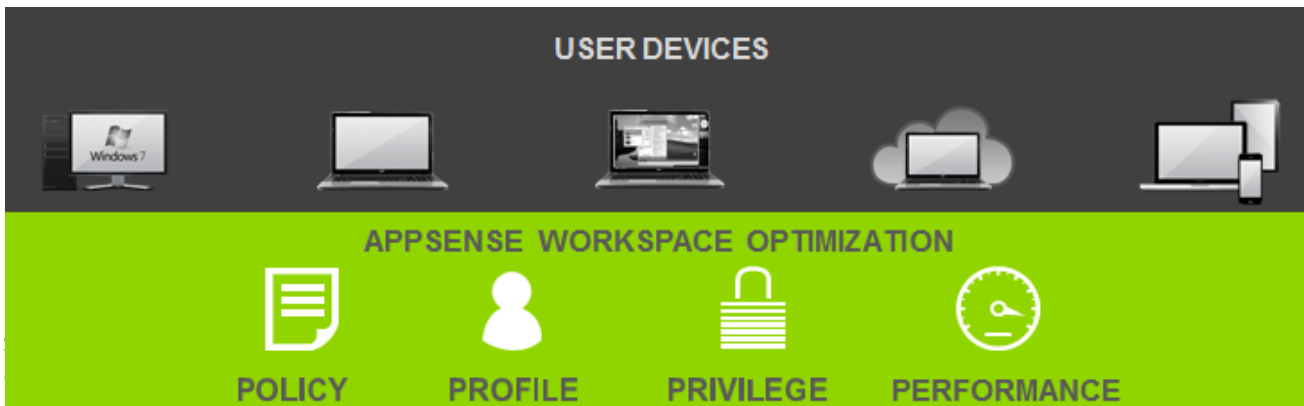 USER DEVICES
Windows 7
APPSENSE WORKSPACE OPTIMIZATION
POLICY PROFILE PRIVILEGE PERFORMANCE